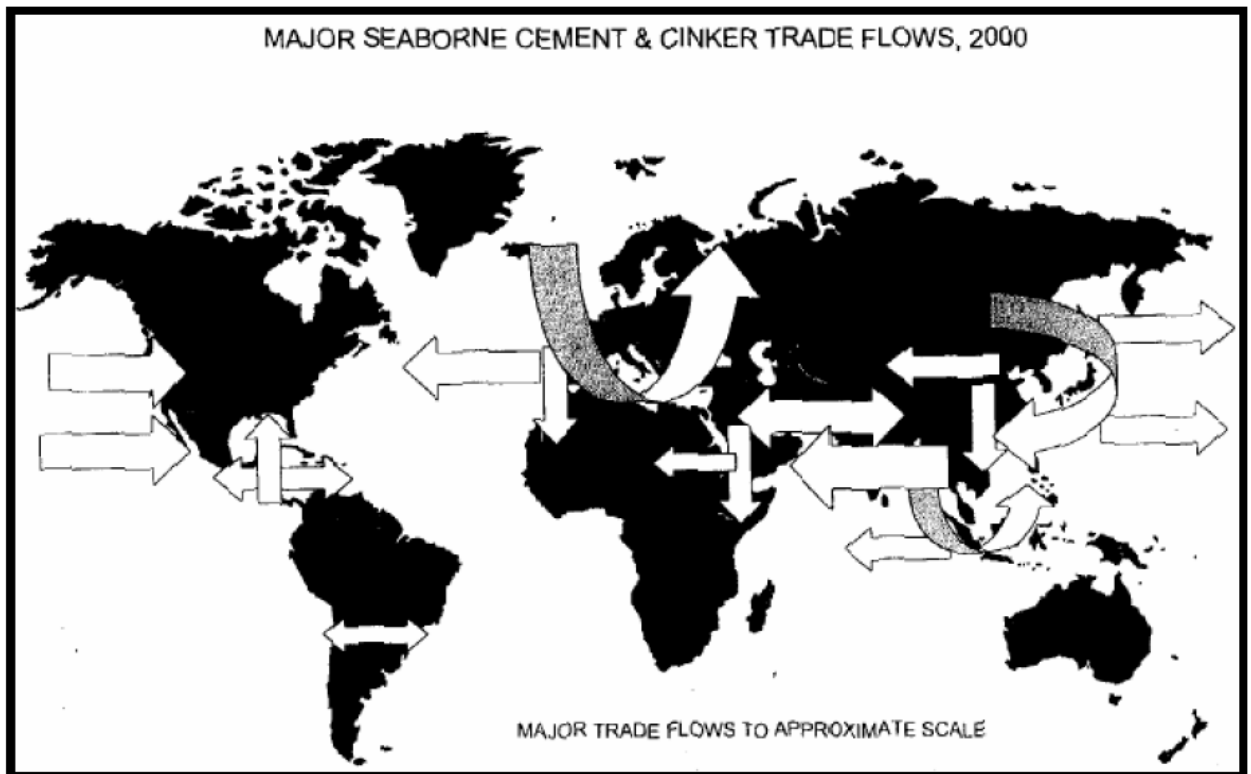 MAJOR SEABORNE CEMENT & CINKER TRADE FLOWS, 2000
MAJOR TRADE FLOWS TO APPROXIMATE SCALE